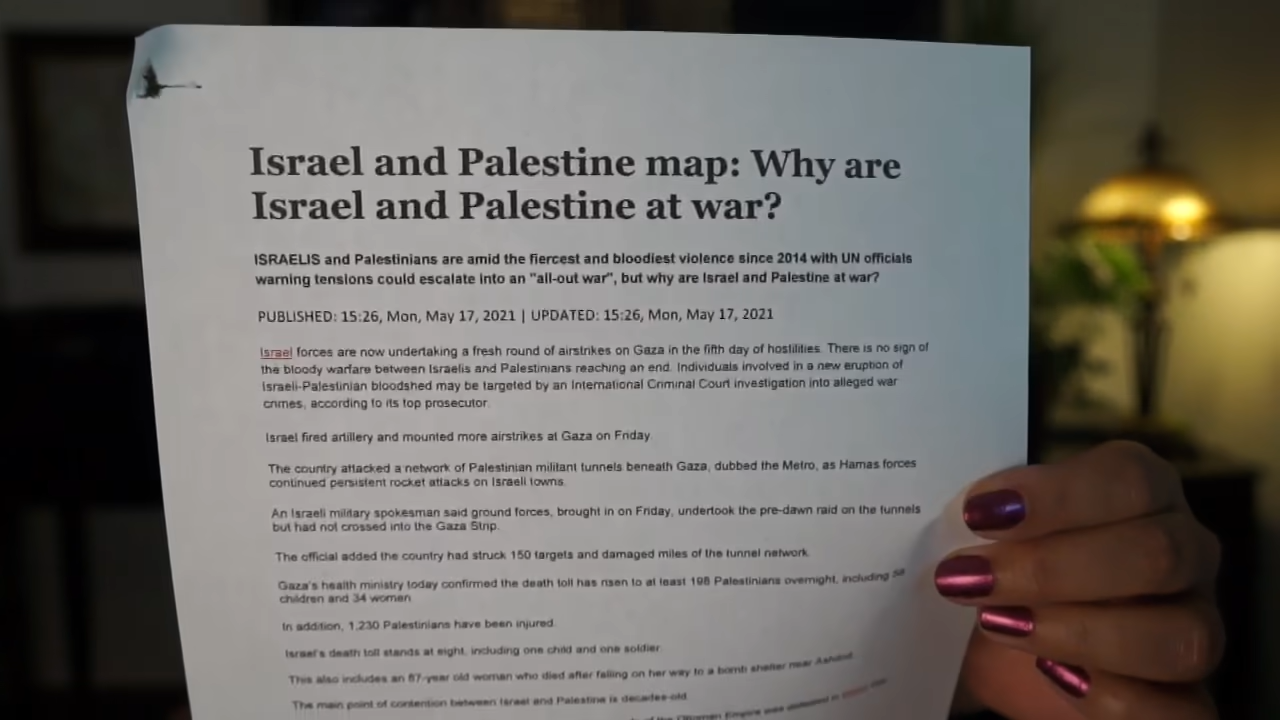 Israel and Palestine map: Why are
Israel and Palestine at war?
ISRAELIS and Palestinians are amid the fiercest and bloodiest violence since 2014 with UN officials
warning tensions could escalate into an "all-out war", but why are Israel and Palestine at war?
PUBLISHED: 15:26, Mon, May 17, 2021 | UPDATED: 15:26, Mon, May 17, 2021
Israel forces are now undertaking a fresh round of airstrikes on Gaza in the fifth day of hostilities. There is no sign of
the bloody warfare between Israelis and Palestinians reaching an end. Individuals involved in a new eruption of
Israeli-Palestinian bloodshed may be targeted by an International Criminal Court investigation into alleged war
crimes, according to its top prosecutor.
Israel fired artillery and mounted more airstrikes at Gaza on Friday.
The country attacked a network of Palestinian militant tunnels beneath Gaza, dubbed the Metro, as Hamas forces
continued persistent rocket attacks on Israeli towns.
An Israeli military spokesman said ground forces, brought in on Friday, undertook the pre-dawn raid on the tunnels
but had not crossed into the Gaza Strip.
The official added the country had struck 150 targets and damaged miles of the tunnel network.
Gaza's health ministry today confirmed the death toll has risen to at least 198 Palestinians overnight, including 58
children and 34 women.
In addition, 1,230 Palestinians have been injured.
Israel's death toll stands at eight, including one child and one soldier.
This also includes an 87-year old woman who died after falling on her way to a bomb shelter near Ashdod.
The main point of contention between Israel and Palestine is decades-old.
of the Ottoman Empire was defeated in